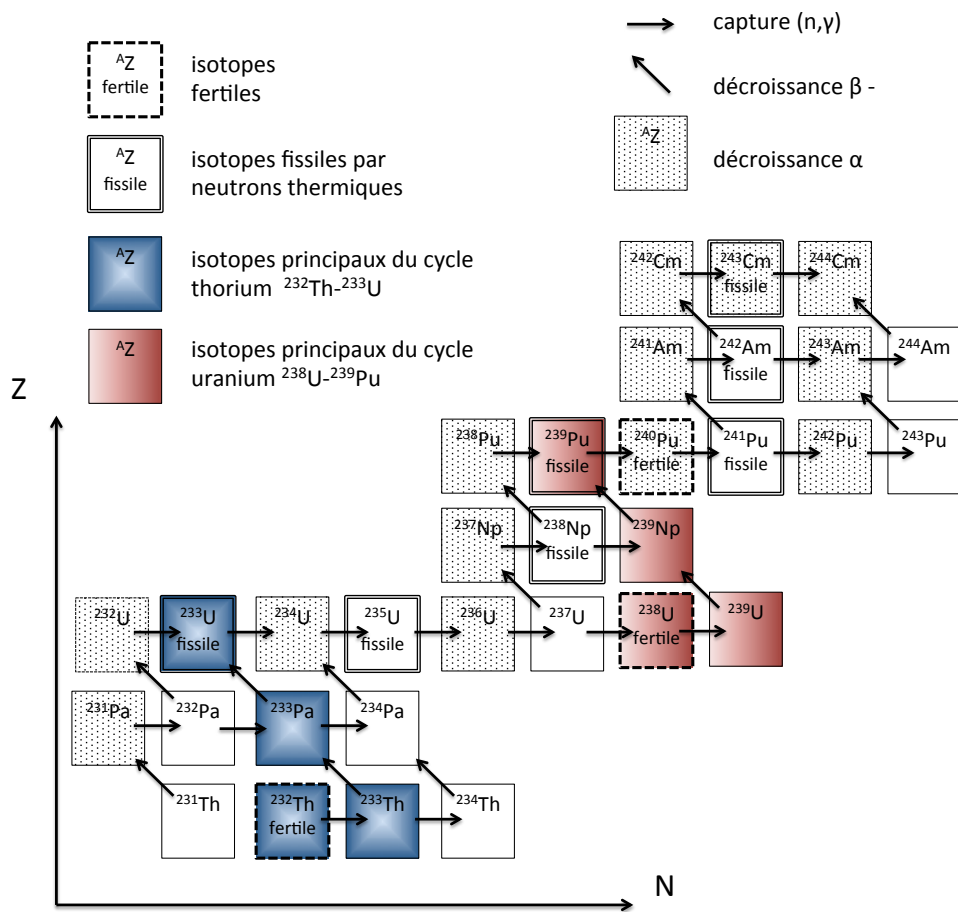 ᴬZ
fertile
isotopes
fertiles
ᴬZ
fissile
isotopes fissiles par
neutrons thermiques
ᴬZ
isotopes principaux du cycle
thorium ²³²Th-²³³U
ᴬZ
isotopes principaux du cycle
uranium ²³⁸U-²³⁹Pu
capture (n,γ)
décroissance β -
ᴬZ
décroissance α
Z
²⁴²Cm
²⁴³Cm
fissile
²⁴⁴Cm
²⁴¹Am
²⁴²Am
fissile
²⁴³Am
²⁴⁴Am
²³⁸Pu
²³⁹Pu
fissile
²⁴⁰Pu
fertile
²⁴¹Pu
fissile
²⁴²Pu
²⁴³Pu
²³⁷Np
²³⁸Np
fissile
²³⁹Np
²³²U
²³³U
fissile
²³⁴U
²³⁵U
fissile
²³⁶U
²³⁷U
²³⁸U
fertile
²³⁹U
²³¹Pa
²³²Pa
²³³Pa
²³⁴Pa
²³¹Th
²³²Th
fertile
²³³Th
²³⁴Th
N